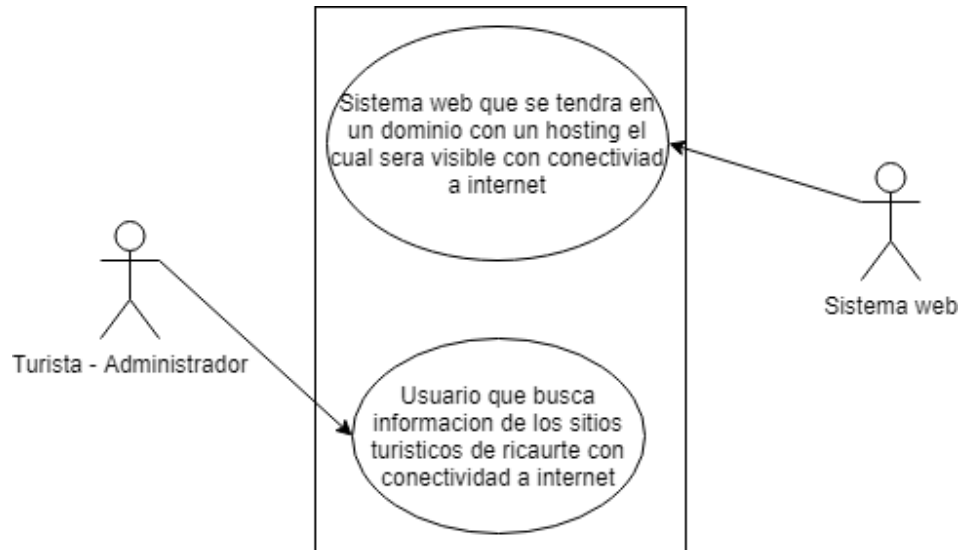 Sistema web que se tendra en
un dominio con un hosting el
cual sera visible con conectiviad
a internet
Sistema web
Turista - Administrador
Usuario que busca
informacion de los sitios
turisticos de ricaurte con
conectividad a internet